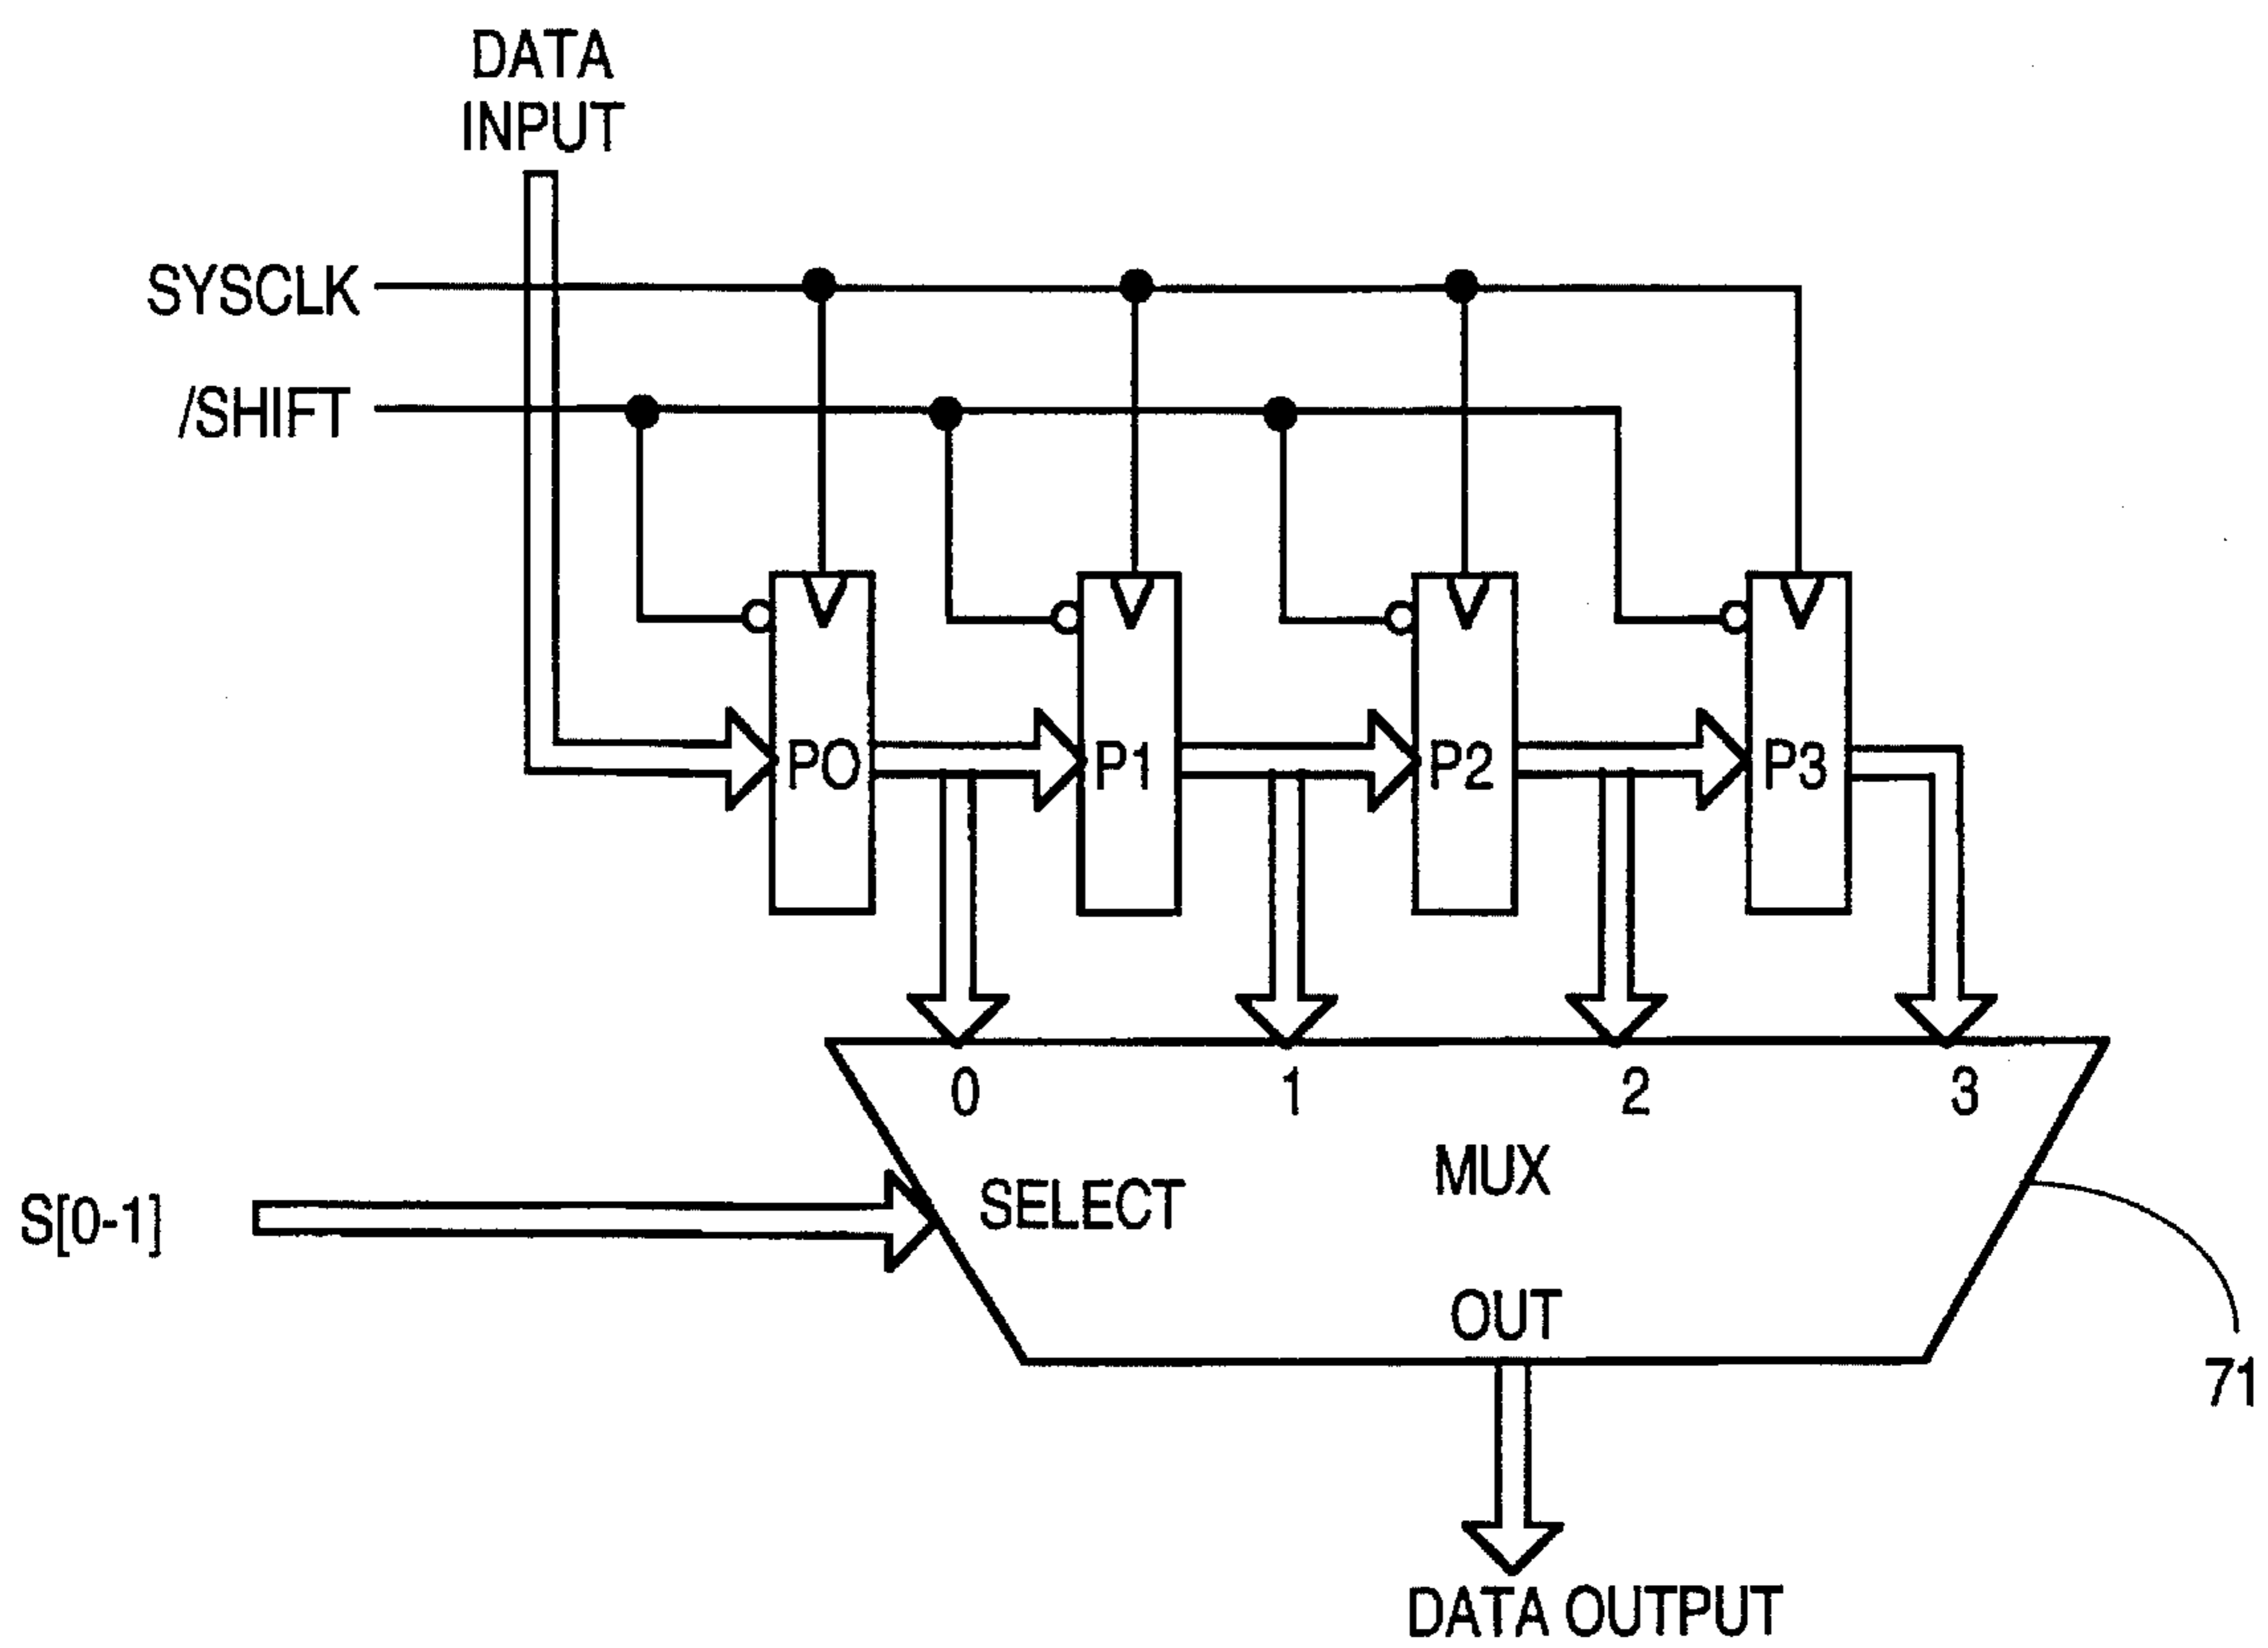 DATA
INPUT
SYSCLK
/SHIFT
P0 P1 P2 P3
0 1 2 3
MUX
S[0-1] SELECT
OUT
71
DATA OUTPUT